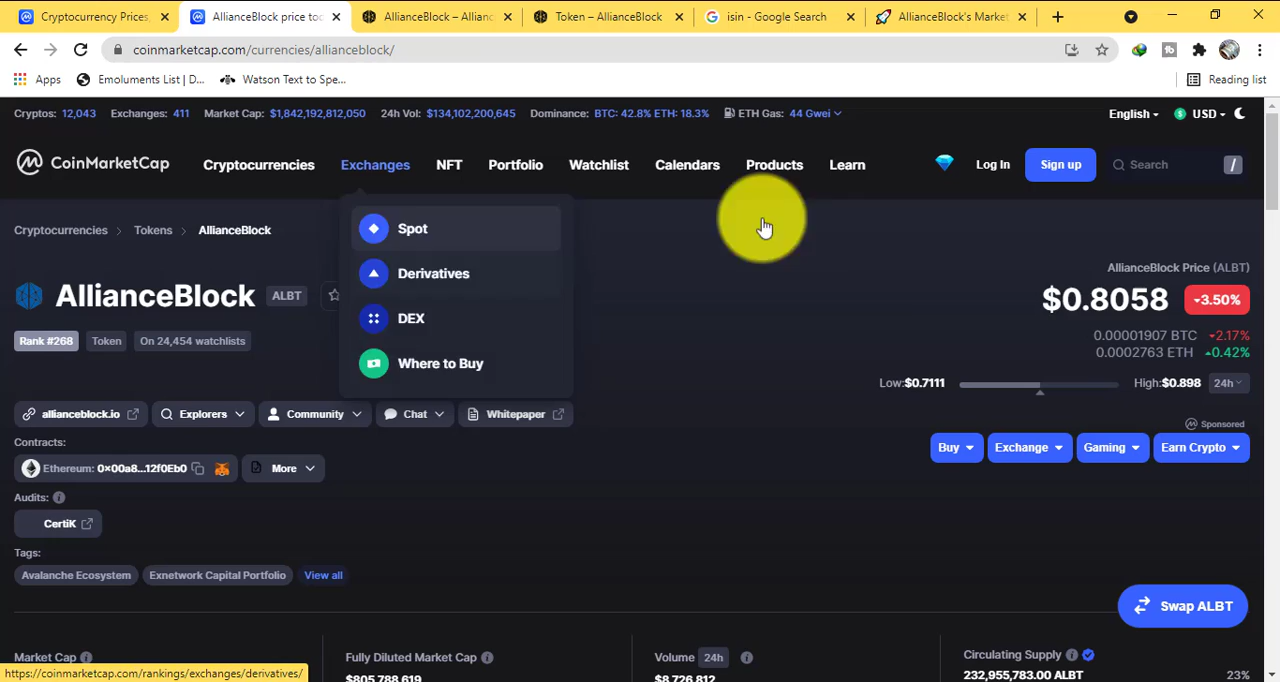 Cryptocurrency Prices,
AllianceBlock price too
AllianceBlock – Allianc
Token – AllianceBlock
isin - Google Search
AllianceBlock's Market
coinmarketcap.com/currencies/allianceblock/
Apps
Emoluments List | D...
Watson Text to Spe...
Reading list
Cryptos: 12,043 Exchanges: 411 Market Cap: $1,842,192,812,050 24h Vol: $134,102,200,645 Dominance: BTC: 42.8% ETH: 18.3% ETH Gas: 44 Gwei
English
USD
CoinMarketCap
Cryptocurrencies
Exchanges
NFT
Portfolio
Watchlist
Calendars
Products
Learn
Log In
Sign up
Search
/
Spot
Derivatives
DEX
Where to Buy
Cryptocurrencies > Tokens > AllianceBlock
AllianceBlock ALBT
Rank #268
Token
On 24,454 watchlists
AllianceBlock Price (ALBT)
$0.8058 -3.50%
0.00001907 BTC -2.17%
0.0002763 ETH 0.42%
Low: $0.7111 High: $0.898 24h
allianceblock.io
Explorers
Community
Chat
Whitepaper
Sponsored
Buy
Exchange
Gaming
Earn Crypto
Contracts:
Ethereum: 0x00a8...12f0Eb0
More
Audits:
CertiK
Tags:
Avalanche Ecosystem
Exnetwork Capital Portfolio
View all
Swap ALBT
Market Cap
Fully Diluted Market Cap
$805,788,619
Volume 24h
$8,726,812
Circulating Supply
232,955,783.00 ALBT 23%
https://coinmarketcap.com/rankings/exchanges/derivatives/